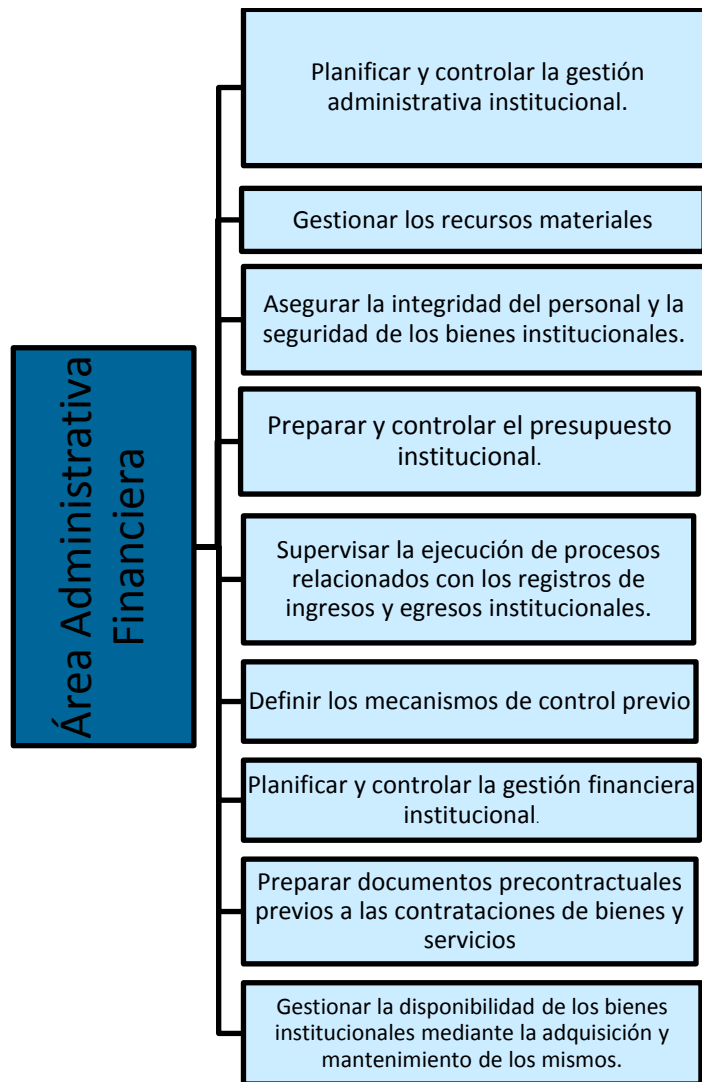 Área Administrativa
Financiera
Planificar y controlar la gestión
administrativa institucional.
Gestionar los recursos materiales
Asegurar la integridad del personal y la
seguridad de los bienes institucionales.
Preparar y controlar el presupuesto
institucional.
Supervisar la ejecución de procesos
relacionados con los registros de
ingresos y egresos institucionales.
Definir los mecanismos de control previo
Planificar y controlar la gestión financiera
institucional.
Preparar documentos precontractuales
previos a las contrataciones de bienes y
servicios
Gestionar la disponibilidad de los bienes
institucionales mediante la adquisición y
mantenimiento de los mismos.